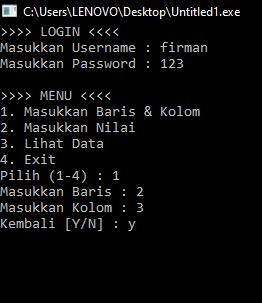 C:\Users\LENOVO\Desktop\Untitled1.exe
>>>> LOGIN <<<<
Masukkan Username : firman
Masukkan Password : 123
>>>> MENU <<<<
1. Masukkan Baris & Kolom
2. Masukkan Nilai
3. Lihat Data
4. Exit
Pilih (1-4) : 1
Masukkan Baris : 2
Masukkan Kolom : 3
Kembali [Y/N] : y